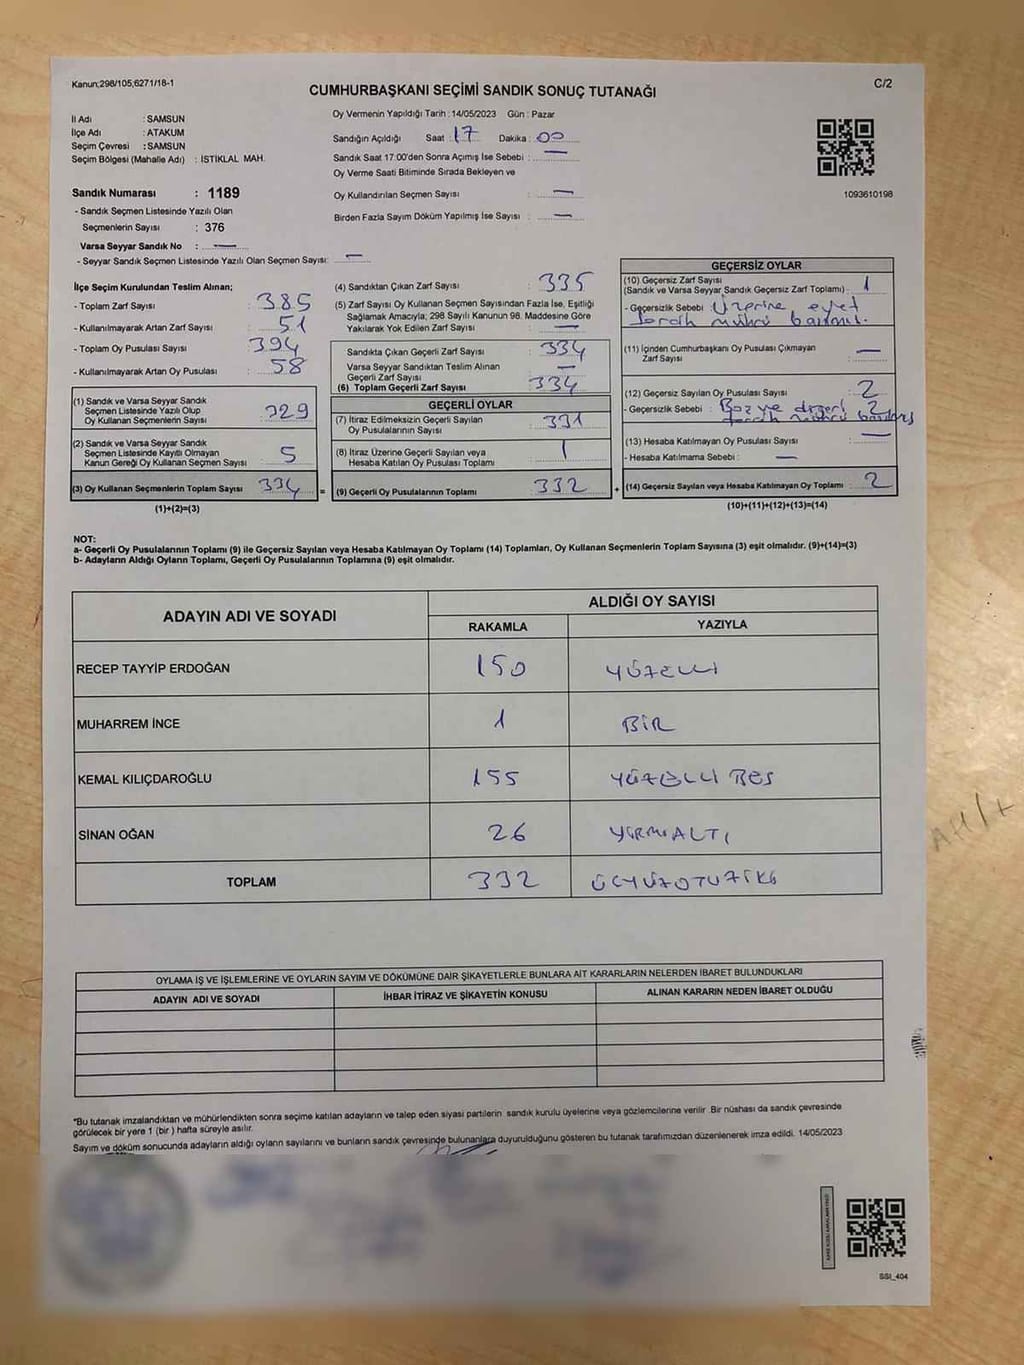 Kanun;298/105,6271/18-1
C/2
CUMHURBAŞKANI SEÇİMİ SANDIK SONUÇ TUTANAĞI
İl Adı : SAMSUN
İlçe Adı : ATAKUM
Seçim Çevresi : SAMSUN
Seçim Bölgesi (Mahalle Adı) : İSTİKLAL MAH.
Sandık Numarası : 1189
- Sandık Seçmen Listesinde Yazılı Olan
Seçmenlerin Sayısı : 376
Varsa Seyyar Sandık No : —
- Seyyar Sandık Seçmen Listesinde Yazılı Olan Seçmen Sayısı: —
Oy Vermenin Yapıldığı Tarih : 14/05/2023 Gün : Pazar
Sandığın Açıldığı Saat : 17 Dakika : 00
Sandık Saat 17:00'den Sonra Açımış İse Sebebi : —
Oy Verme Saati Bitiminde Sırada Bekleyen ve
Oy Kullandırılan Seçmen Sayısı : —
Birden Fazla Sayım Döküm Yapılmış İse Sayısı : —
1093610198
İlçe Seçim Kurulundan Teslim Alınan;
- Toplam Zarf Sayısı : 385
- Kullanılmayarak Artan Zarf Sayısı : 51
- Toplam Oy Pusulası Sayısı : 394
- Kullanılmayarak Artan Oy Pusulası : 58
(1) Sandık ve Varsa Seyyar Sandık
Seçmen Listesinde Yazılı Olup
Oy Kullanan Seçmenlerin Sayısı : 329
(2) Sandık ve Varsa Seyyar Sandık
Seçmen Listesinde Kayıtlı Olmayan
Kanun Gereği Oy Kullanan Seçmen Sayısı : 5
(3) Oy Kullanan Seçmenlerin Toplam Sayısı : 334
(1)+(2)=(3)
(4) Sandıktan Çıkan Zarf Sayısı : 335
(5) Zarf Sayısı Oy Kullanan Seçmen Sayısından Fazla İse, Eşitliği
Sağlamak Amacıyla; 298 Sayılı Kanunun 98. Maddesine Göre
Yakılarak Yok Edilen Zarf Sayısı : —
Sandıkta Çıkan Geçerli Zarf Sayısı : 334
Varsa Seyyar Sandıktan Teslim Alınan
Geçerli Zarf Sayısı : —
(6) Toplam Geçerli Zarf Sayısı : 334
GEÇERLİ OYLAR
(7) İtiraz Edilmeksizin Geçerli Sayılan
Oy Pusulalarının Sayısı : 331
(8) İtiraz Üzerine Geçerli Sayılan veya
Hesaba Katılan Oy Pusulası Toplamı : 1
= (9) Geçerli Oy Pusulalarının Toplamı : 332 +
GEÇERSİZ OYLAR
(10) Geçersiz Zarf Sayısı
(Sandık ve Varsa Seyyar Sandık Geçersiz Zarf Toplamı) : 1
- Geçersizlik Sebebi : Üzerine evet
tercih mührü basılmış.
(11) İçinden Cumhurbaşkanı Oy Pusulası Çıkmayan
Zarf Sayısı : —
(12) Geçersiz Sayılan Oy Pusulası Sayısı : 2
- Geçersizlik Sebebi : Boz ve diğeri 2
tercih mührü
(13) Hesaba Katılmayan Oy Pusulası Sayısı : —
- Hesaba Katılmama Sebebi : —
(14) Geçersiz Sayılan veya Hesaba Katılmayan Oy Toplamı : 2
(10)+(11)+(12)+(13)=(14)
NOT:
a- Geçerli Oy Pusulalarının Toplamı (9) ile Geçersiz Sayılan veya Hesaba Katılmayan Oy Toplamı (14) Toplamları, Oy Kullanan Seçmenlerin Toplam Sayısına (3) eşit olmalıdır. (9)+(14)=(3)
b- Adayların Aldığı Oyların Toplamı, Geçerli Oy Pusulalarının Toplamına (9) eşit olmalıdır.
ADAYIN ADI VE SOYADI ALDIĞI OY SAYISI
RAKAMLA YAZIYLA
RECEP TAYYİP ERDOĞAN 150 YÜZELLİ
MUHARREM İNCE 1 BİR
KEMAL KILIÇDAROĞLU 155 YÜZELLİ BEŞ
SİNAN OĞAN 26 YİRMİ ALTI
TOPLAM 332 ÜÇYÜZOTUZİKİ
OYLAMA İŞ VE İŞLEMLERİNE VE OYLARIN SAYIM VE DÖKÜMÜNE DAİR ŞİKAYETLERLE BUNLARA AİT KARARLARIN NELERDEN İBARET BULUNDUKLARI
ADAYIN ADI VE SOYADI İHBAR İTİRAZ VE ŞİKAYETİN KONUSU ALINAN KARARIN NEDEN İBARET OLDUĞU
*Bu tutanak imzalandıktan ve mühürlendikten sonra seçime katılan adayların ve talep eden siyasi partilerin sandık kurulu üyelerine veya gözlemcilerine verilir. Bir nüshası da sandık çevresinde
görülecek bir yere 1 (bir ) hafta süreyle asılır.
Sayım ve döküm sonucunda adayların aldığı oyların sayılarını ve bunların sandık çevresinde bulunanlara duyurulduğunu gösteren bu tutanak tarafımızdan düzenlenerek imza edildi. 14/05/2023
SSI_404